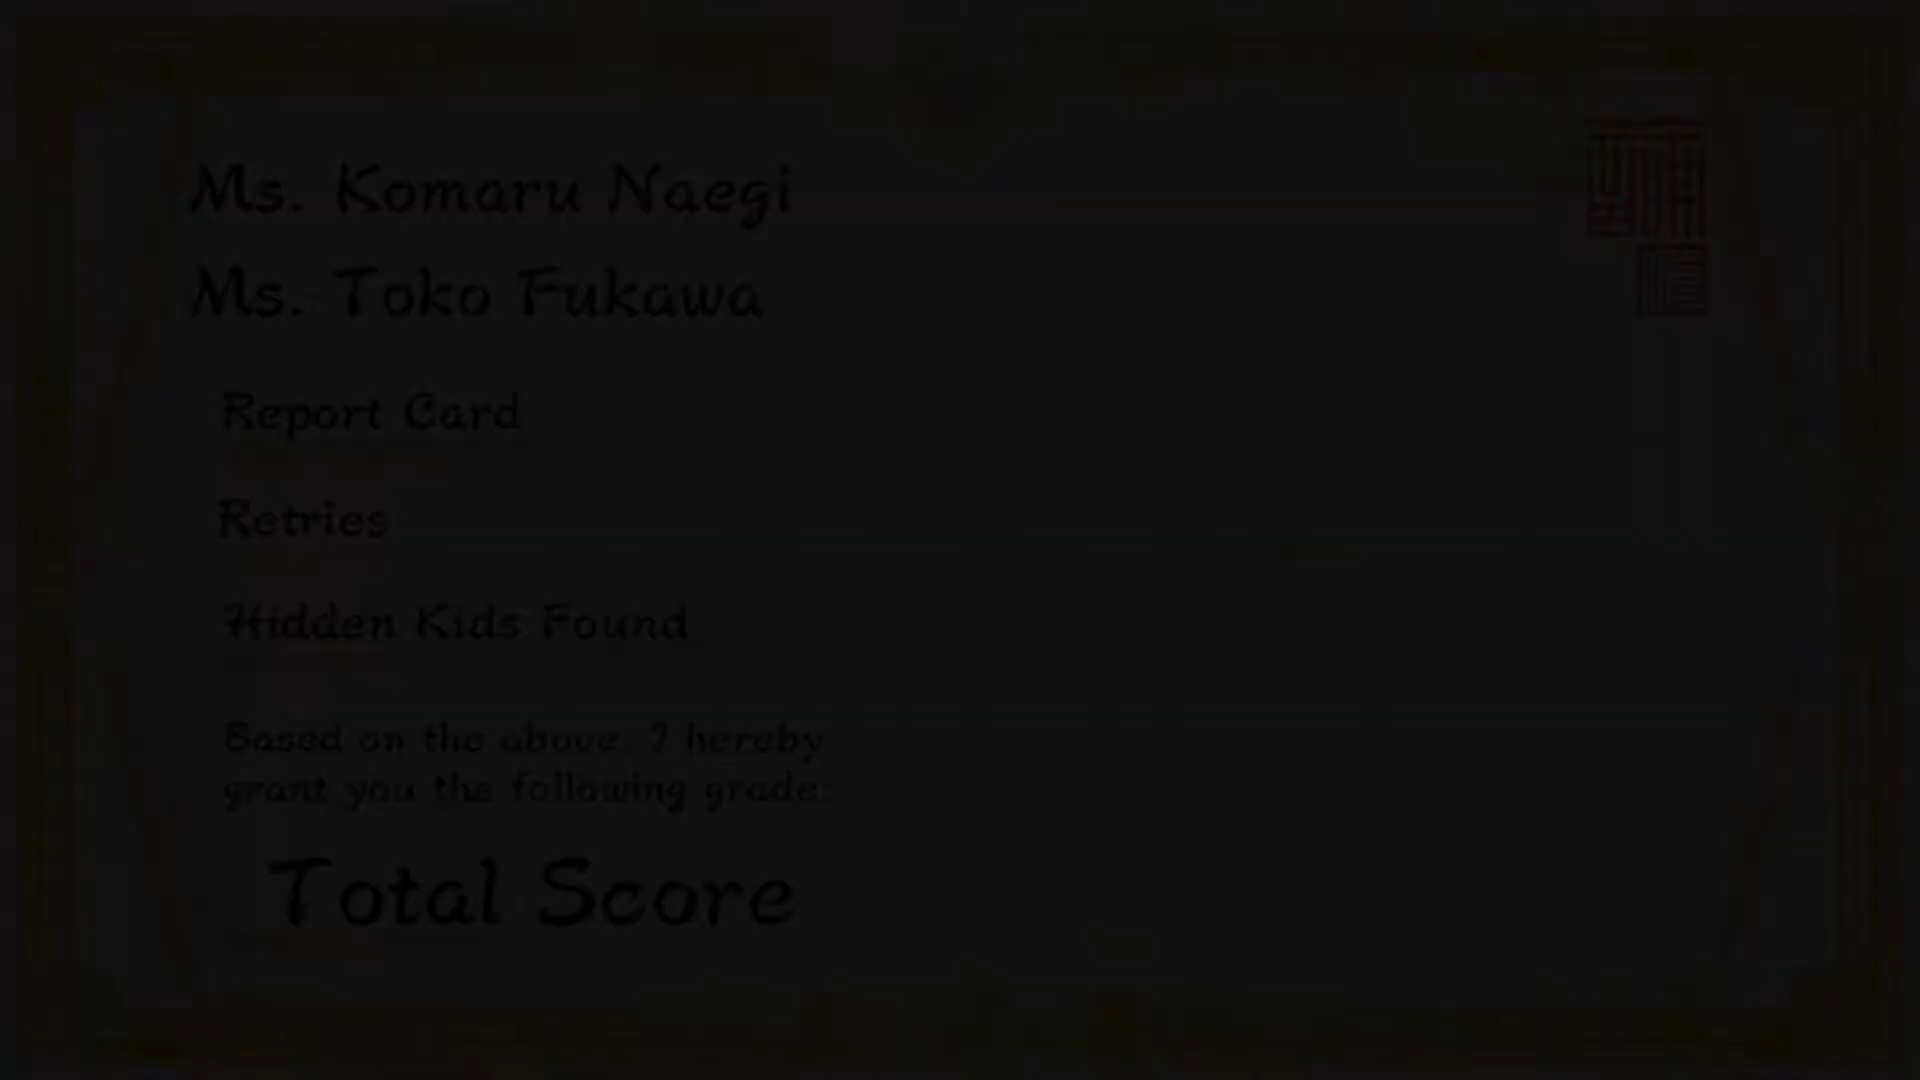 Ms. Komaru Naegi
Ms. Toko Fukawa
Report Card
Retries
Hidden Kids Found
Based on the above, I hereby
grant you the following grade:
Total Score